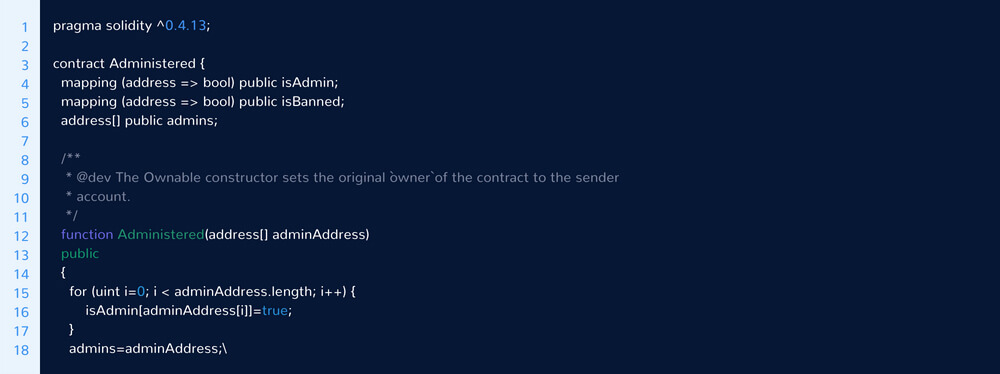 1 pragma solidity ^0.4.13;
2
3 contract Administered {
4 mapping (address => bool) public isAdmin;
5 mapping (address => bool) public isBanned;
6 address[] public admins;
7
8 /**
9 * @dev The Ownable constructor sets the original `owner` of the contract to the sender
10 * account.
11 */
12 function Administered(address[] adminAddress)
13 public
14 {
15 for (uint i=0; i < adminAddress.length; i++) {
16 isAdmin[adminAddress[i]]=true;
17 }
18 admins=adminAddress;\